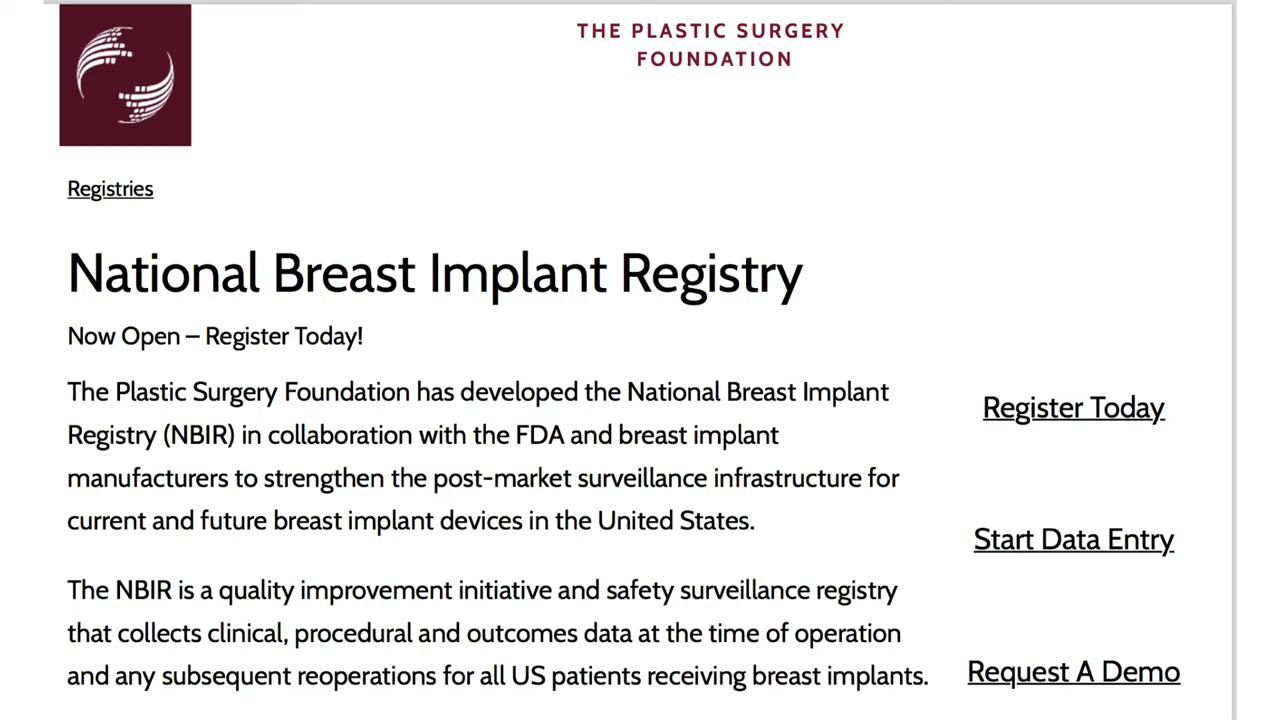 THE PLASTIC SURGERY
FOUNDATION
Registries
National Breast Implant Registry
Now Open – Register Today!
The Plastic Surgery Foundation has developed the National Breast Implant
Registry (NBIR) in collaboration with the FDA and breast implant
manufacturers to strengthen the post-market surveillance infrastructure for
current and future breast implant devices in the United States.
The NBIR is a quality improvement initiative and safety surveillance registry
that collects clinical, procedural and outcomes data at the time of operation
and any subsequent reoperations for all US patients receiving breast implants.
Register Today
Start Data Entry
Request A Demo